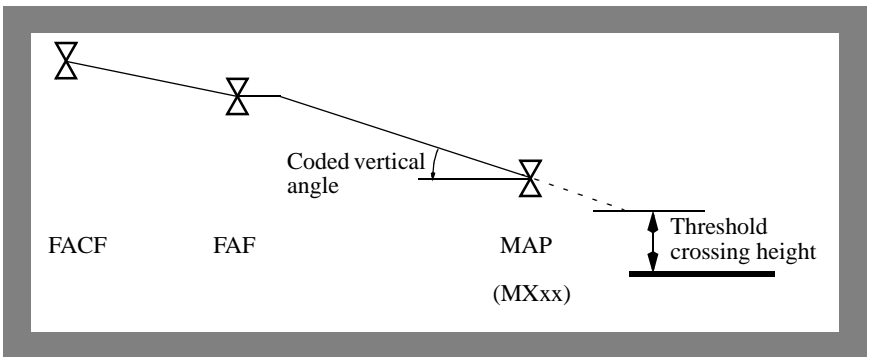 Coded vertical
angle
FACF
FAF
MAP
(MXxx)
Threshold
crossing height